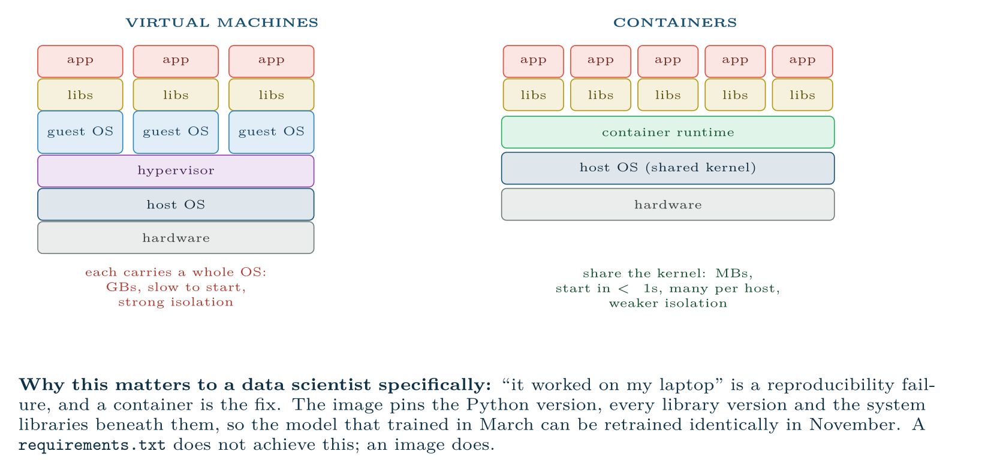 VIRTUAL MACHINES
app app app
libs libs libs
guest OS guest OS guest OS
hypervisor
host OS
hardware
each carries a whole OS:
GBs, slow to start,
strong isolation
CONTAINERS
app app app app app
libs libs libs libs libs
container runtime
host OS (shared kernel)
hardware
share the kernel: MBs,
start in < 1s, many per host,
weaker isolation
Why this matters to a data scientist specifically: “it worked on my laptop” is a reproducibility fail-
ure, and a container is the fix. The image pins the Python version, every library version and the system
libraries beneath them, so the model that trained in March can be retrained identically in November. A
requirements.txt does not achieve this; an image does.